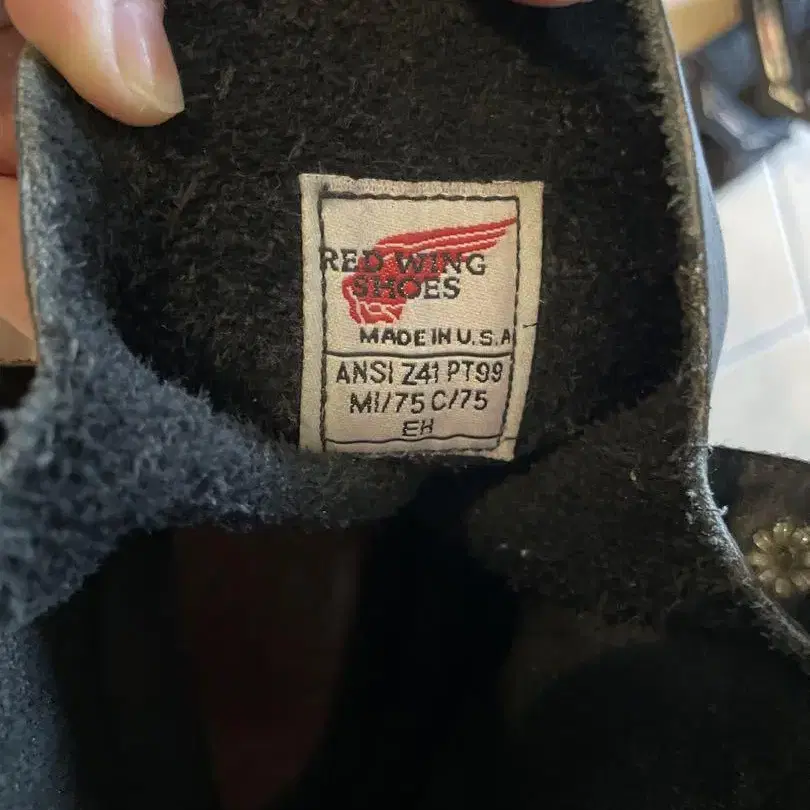 RED WING
SHOES
MADE IN U.S.A
ANSI Z41 PT99
MI/75 C/75
EH